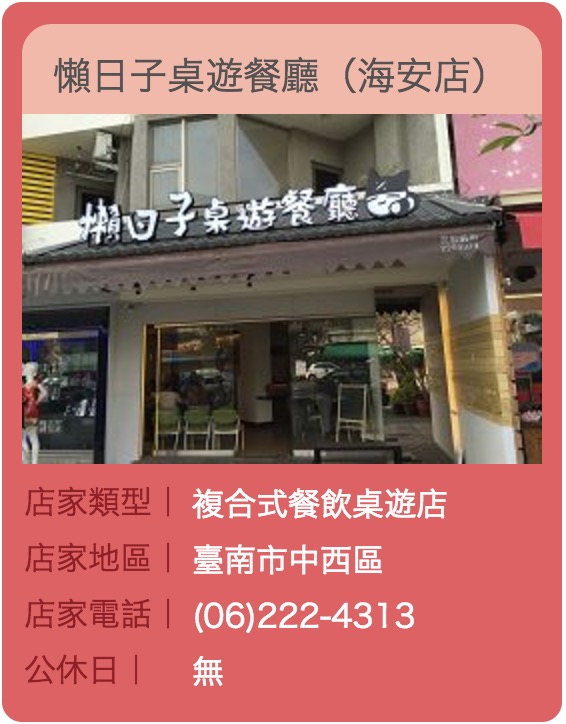 懶日子桌遊餐廳（海安店）
懶日子桌遊餐廳
店家類型｜ 複合式餐飲桌遊店
店家地區｜ 臺南市中西區
店家電話｜ (06)222-4313
公休日｜ 無